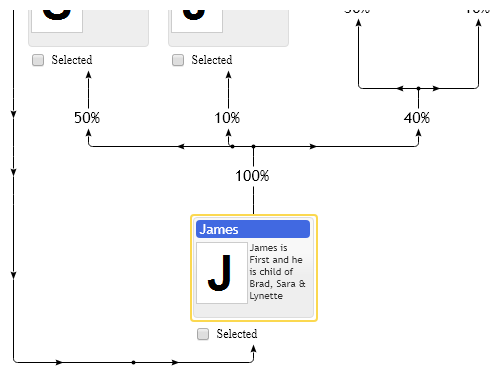 Selected
Selected
50%
10%
40%
100%
James
J
James is
First and he
is child of
Brad, Sara &
Lynette
Selected